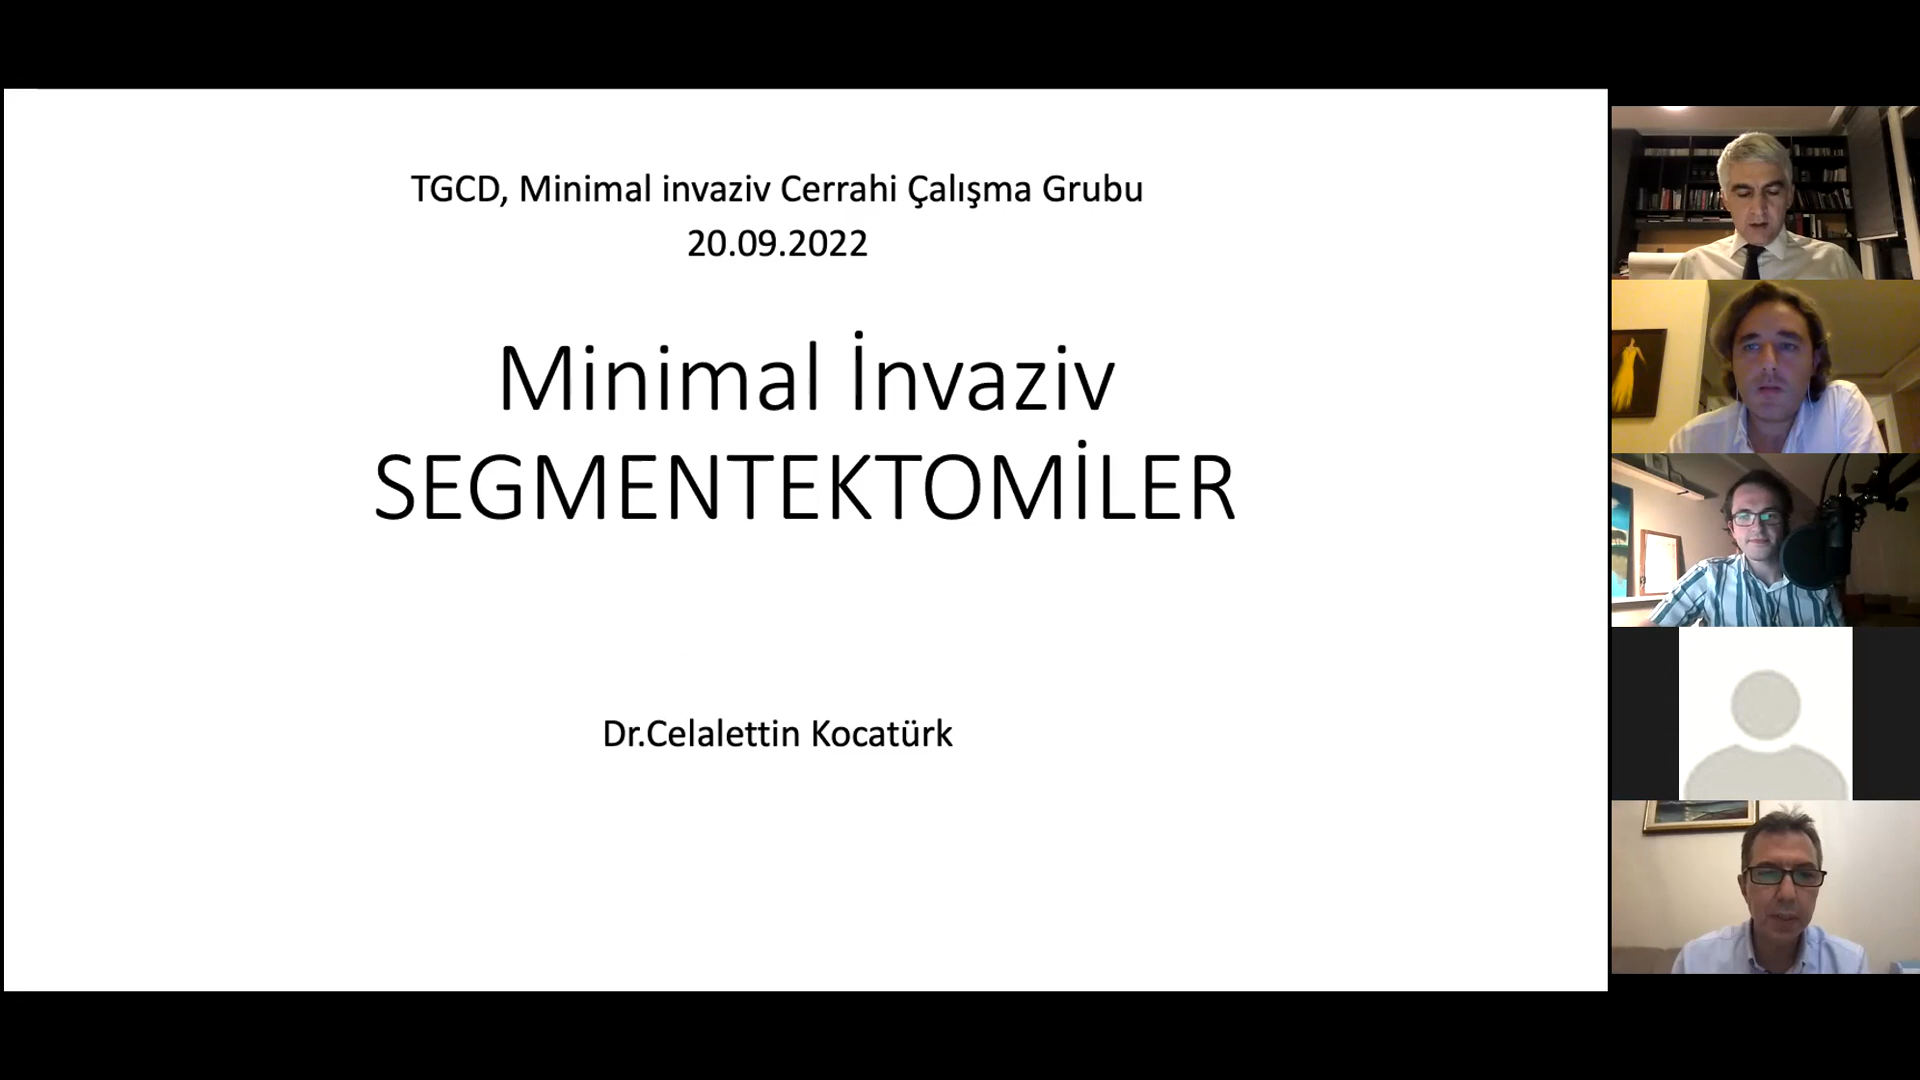 TGCD, Minimal invaziv Cerrahi Çalışma Grubu
20.09.2022
Minimal İnvaziv
SEGMENTEKTOMİLER
Dr.Celalettin Kocatürk